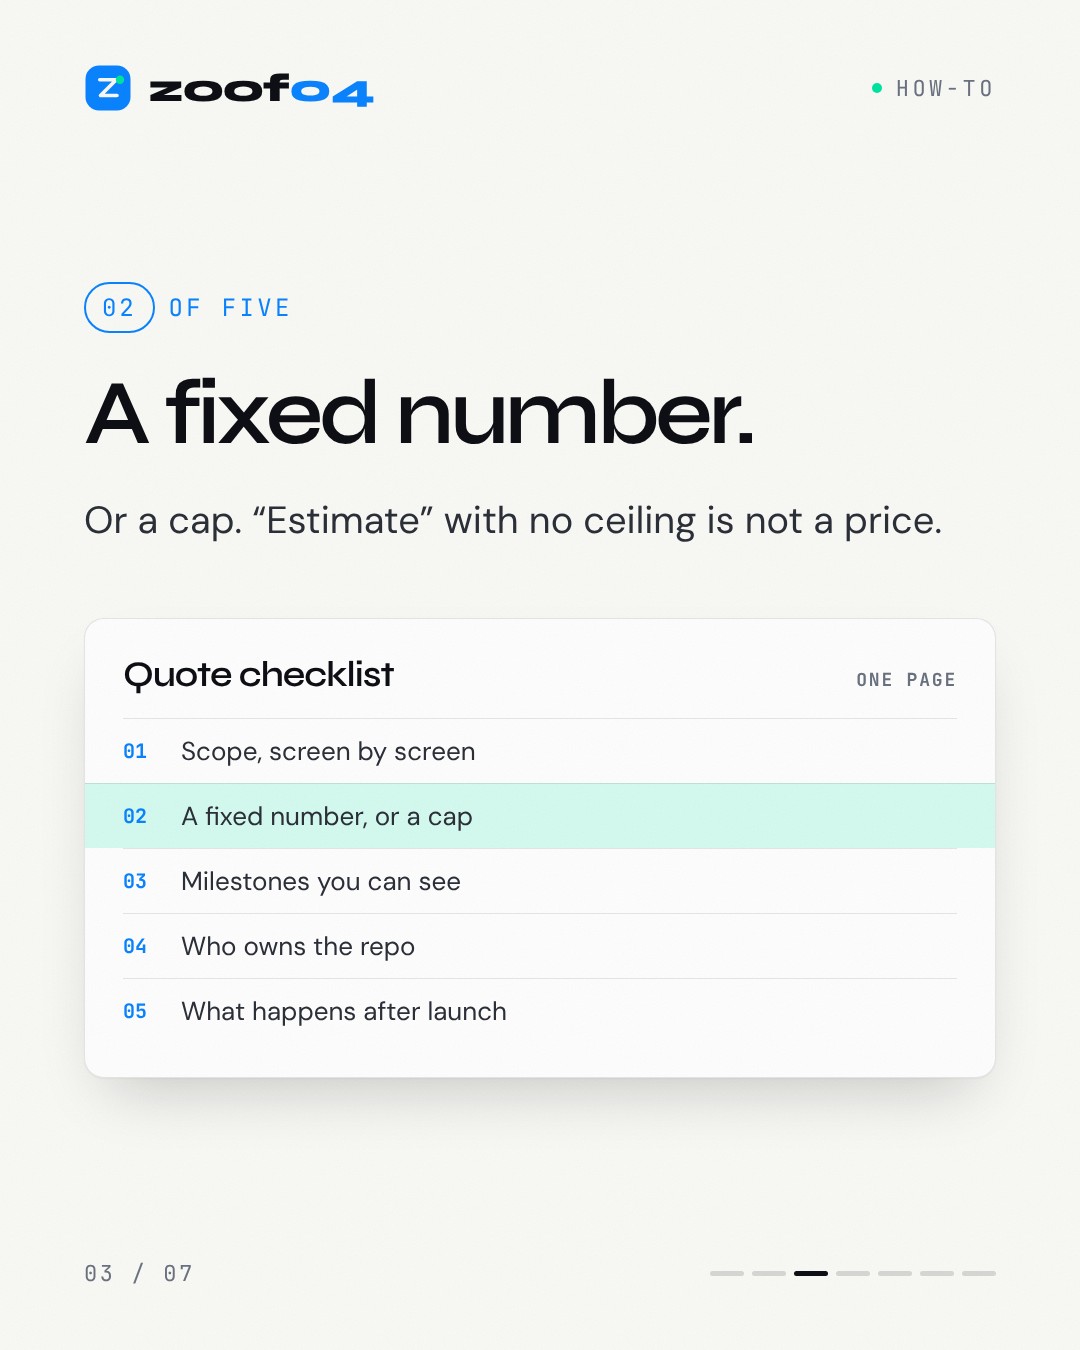 Z zoof04
HOW-TO
02 OF FIVE
A fixed number.
Or a cap. “Estimate” with no ceiling is not a price.
Quote checklist
ONE PAGE
01 Scope, screen by screen
02 A fixed number, or a cap
03 Milestones you can see
04 Who owns the repo
05 What happens after launch
03 / 07